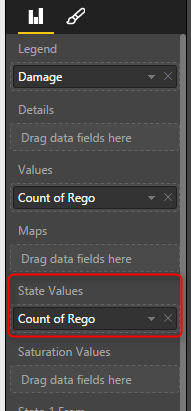 Legend
Damage
Details
Drag data fields here
Values
Count of Rego
Maps
Drag data fields here
State Values
Count of Rego
Saturation Values
Drag data fields here
State 1 From